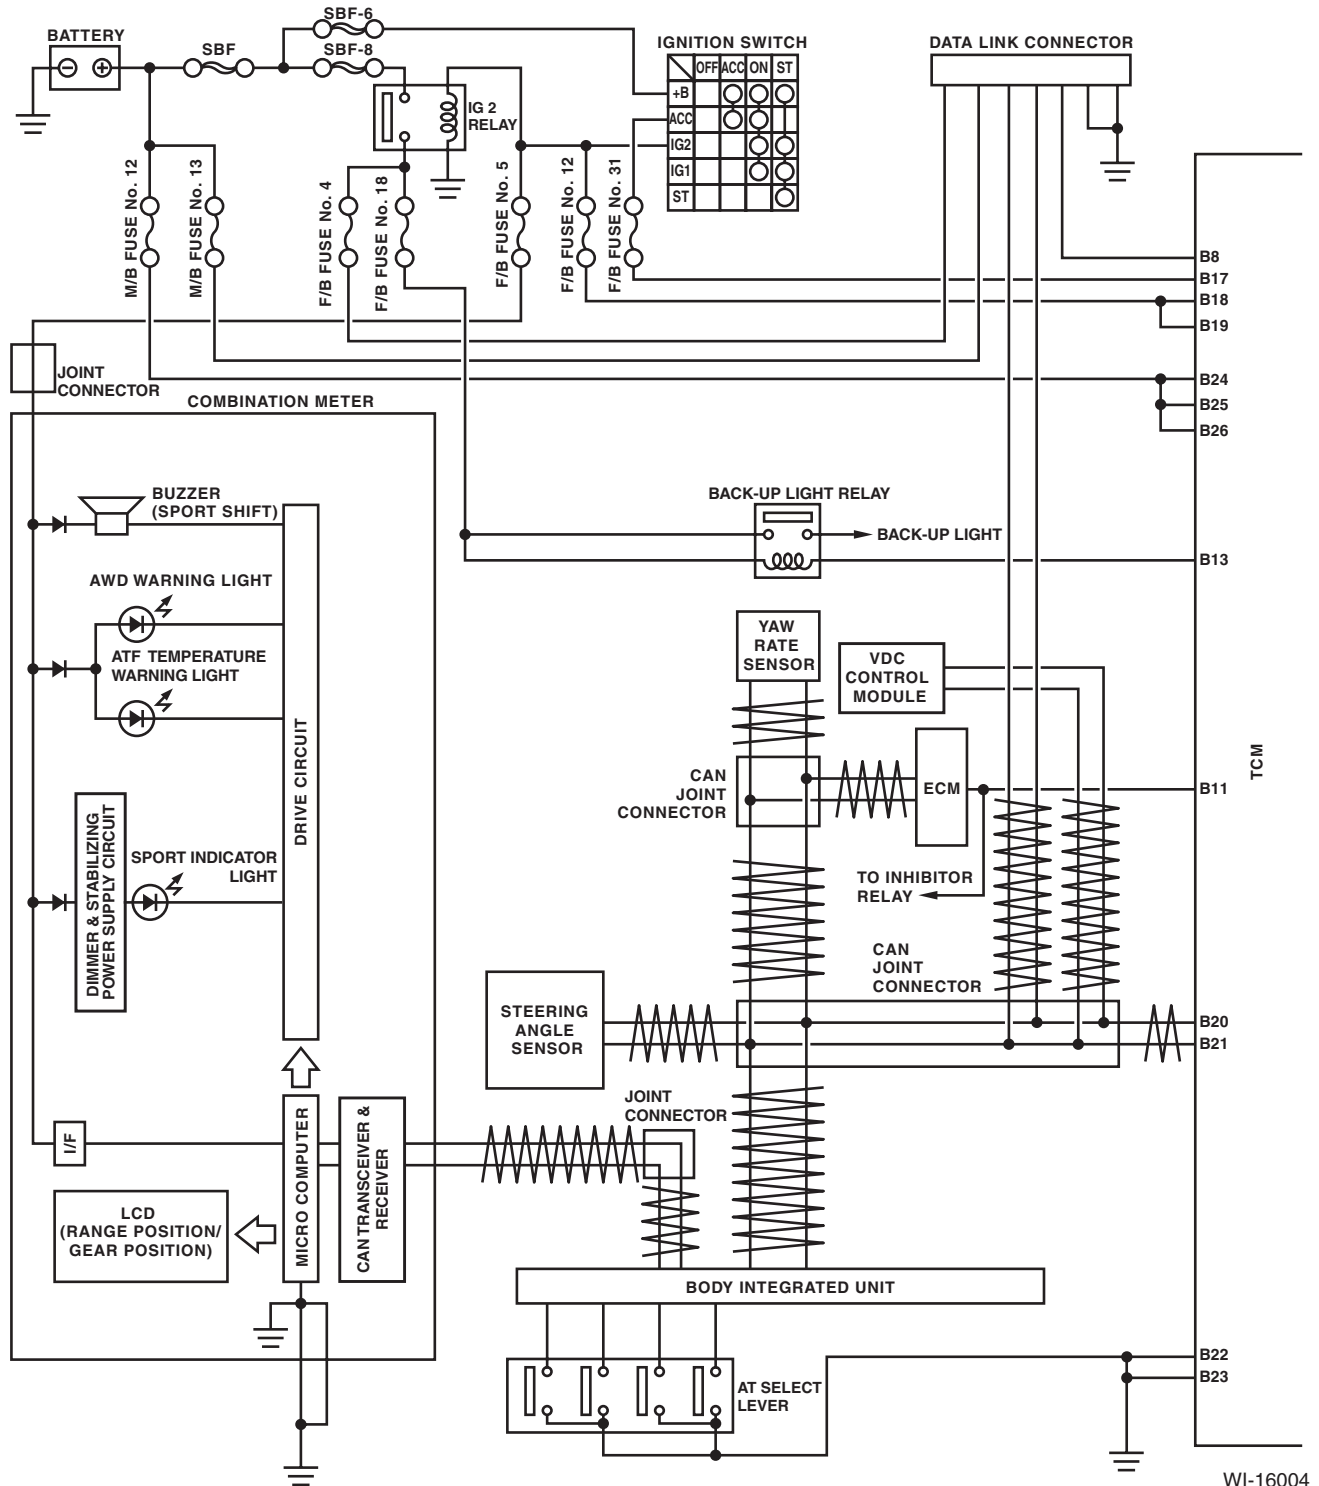 SBF-6
BATTERY
SBF
SBF-8
IGNITION SWITCH
DATA LINK CONNECTOR
OFF ACC ON ST
+B
ACC
IG2
IG1
ST
IG 2
RELAY
M/B FUSE No. 12
M/B FUSE No. 13
F/B FUSE No. 4
F/B FUSE No. 18
F/B FUSE No. 5
F/B FUSE No. 12
F/B FUSE No. 31
B8
B17
B18
B19
B24
B25
B26
JOINT
CONNECTOR
COMBINATION METER
BUZZER
(SPORT SHIFT)
BACK-UP LIGHT RELAY
BACK-UP LIGHT
B13
AWD WARNING LIGHT
ATF TEMPERATURE
WARNING LIGHT
DRIVE CIRCUIT
YAW
RATE
SENSOR
VDC
CONTROL
MODULE
CAN
JOINT
CONNECTOR
ECM
B11
TCM
DIMMER & STABILIZING
POWER SUPPLY CIRCUIT
SPORT INDICATOR
LIGHT
TO INHIBITOR
RELAY
CAN
JOINT
CONNECTOR
STEERING
ANGLE
SENSOR
B20
B21
JOINT
CONNECTOR
I/F
MICRO COMPUTER
CAN TRANSCEIVER &
RECEIVER
LCD
(RANGE POSITION/
GEAR POSITION)
BODY INTEGRATED UNIT
AT SELECT
LEVER
B22
B23
WI-16004